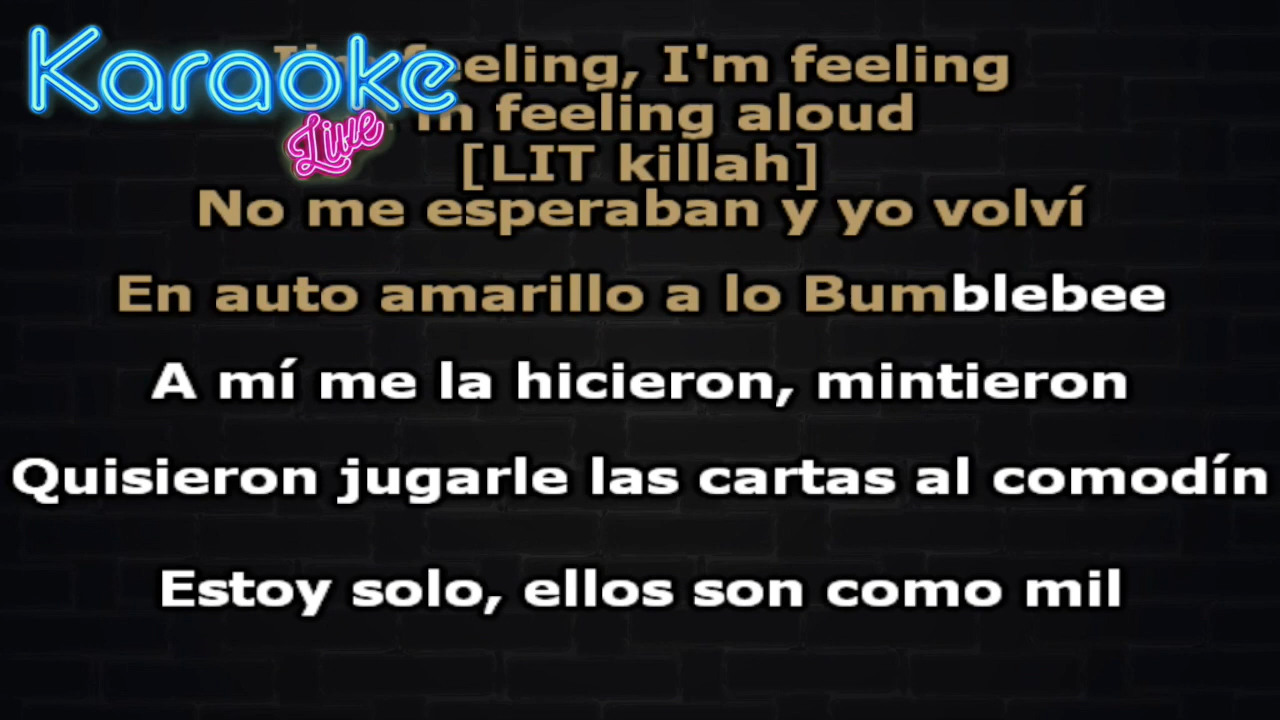 Karaoke
Live
feeling, I'm feeling
feeling aloud
[LIT killah]
No me esperaban y yo volví
En auto amarillo a lo Bumblebee
A mí me la hicieron, mintieron
Quisieron jugarle las cartas al comodín
Estoy solo, ellos son como mil